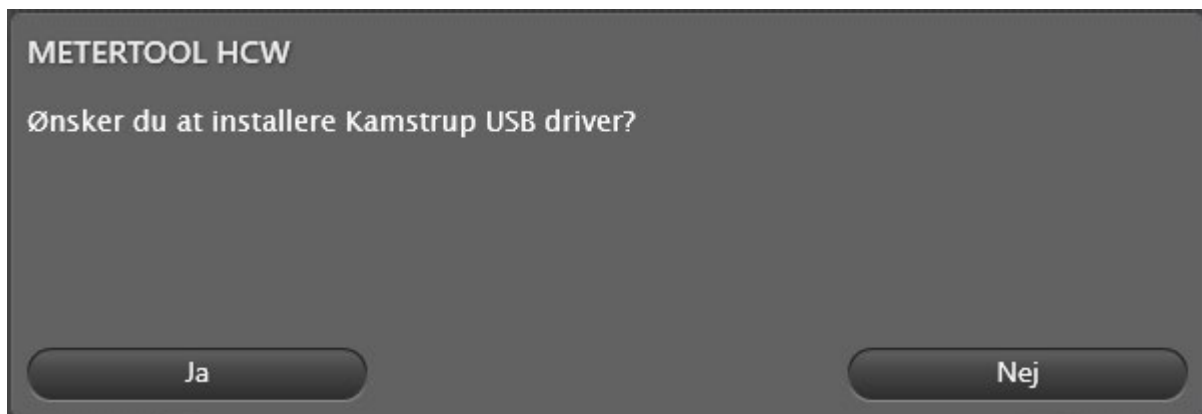 METERTOOL HCW
Ønsker du at installere Kamstrup USB driver?
Ja
Nej